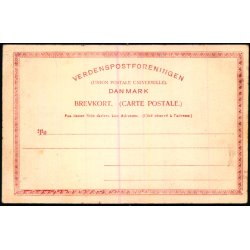 VERDENSPOSTFORENINGEN
(UNION POSTALE UNIVERSELLE).
DANMARK
BREVKORT. (CARTE POSTALE.)
Paa denne Side skrives kun Adressen. (Côté réservé à l'adresse.)
Til